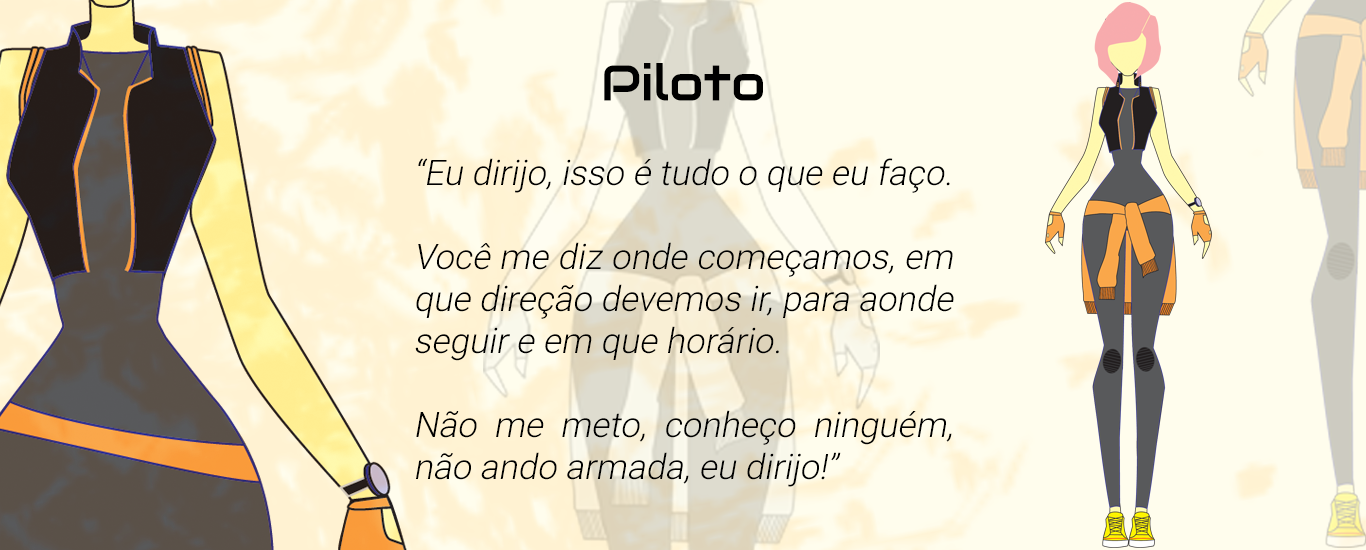 Piloto
“Eu dirijo, isso é tudo o que eu faço.
Você me diz onde começamos, em
que direção devemos ir, para aonde
seguir e em que horário.
Não me meto, conheço ninguém,
não ando armada, eu dirijo!”